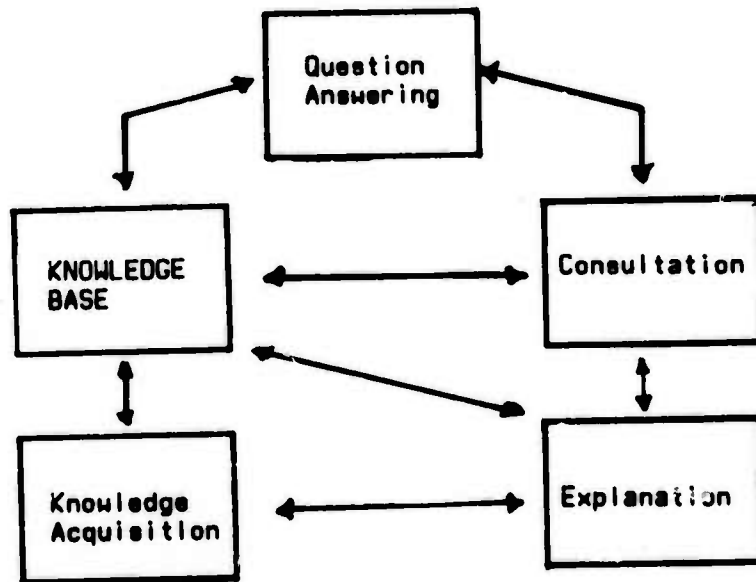 Question
Answering
KNOWLEDGE
BASE
Consultation
Knowledge
Acquisition
Explanation